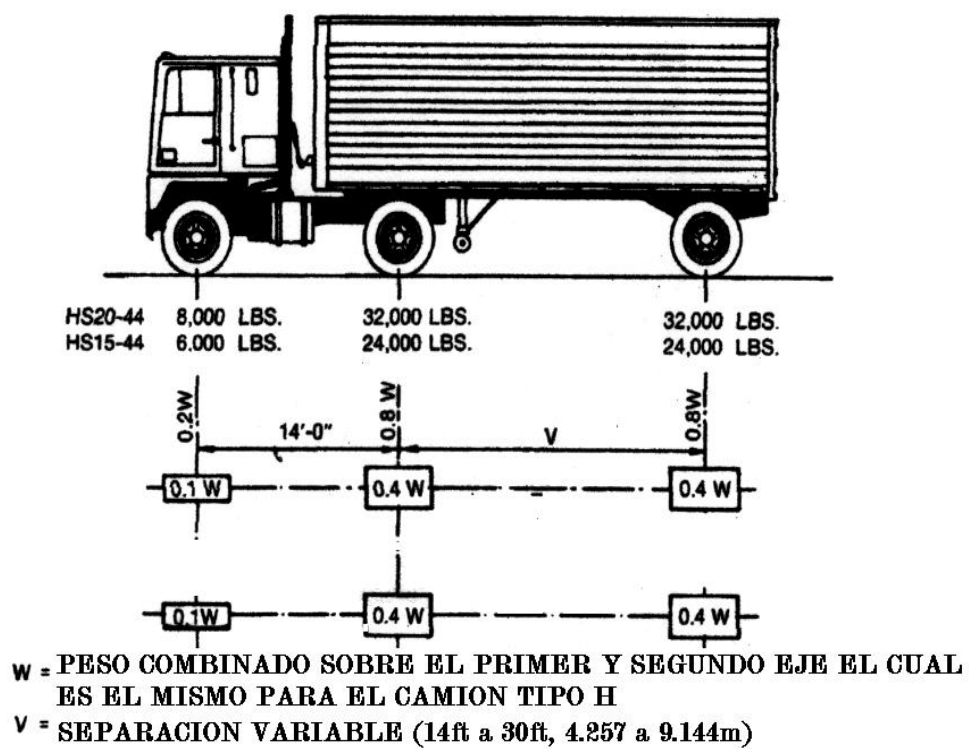 HS20-44 8,000 LBS. 32,000 LBS. 32,000 LBS.
HS15-44 6.000 LBS. 24,000 LBS. 24,000 LBS.
0.2W 0.8 W 0.8W
14'-0" V
0.1 W 0.4 W 0.4 W
0.1W 0.4 W 0.4 W
W = PESO COMBINADO SOBRE EL PRIMER Y SEGUNDO EJE EL CUAL
ES EL MISMO PARA EL CAMION TIPO H
V = SEPARACION VARIABLE (14ft a 30ft, 4.257 a 9.144m)